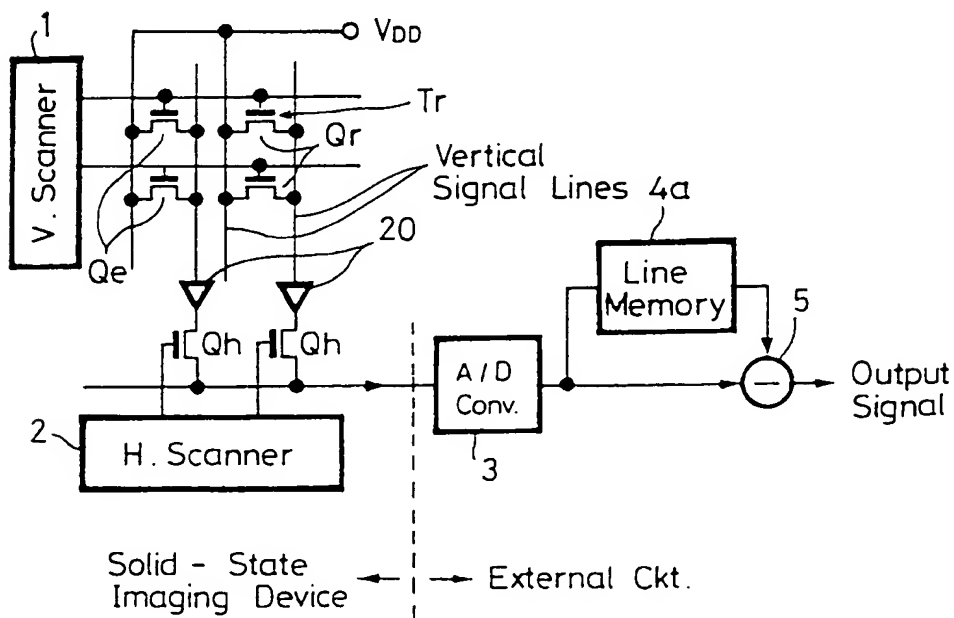 1
V. Scanner
VDD
Tr
Qr
Vertical
Signal Lines
4a
Qe
20
Line
Memory
5
Qh
Qh
A/D
Conv.
Output
Signal
2
H. Scanner
3
Solid - State
Imaging Device
External Ckt.